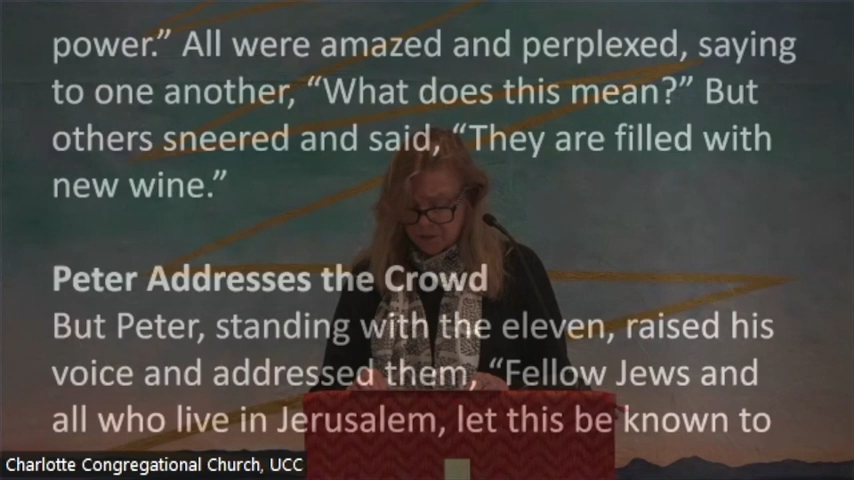 power.” All were amazed and perplexed, saying
to one another, “What does this mean?” But
others sneered and said, “They are filled with
new wine.”
Peter Addresses the Crowd
But Peter, standing with the eleven, raised his
voice and addressed them, “Fellow Jews and
all who live in Jerusalem, let this be known to
Charlotte Congregational Church, UCC